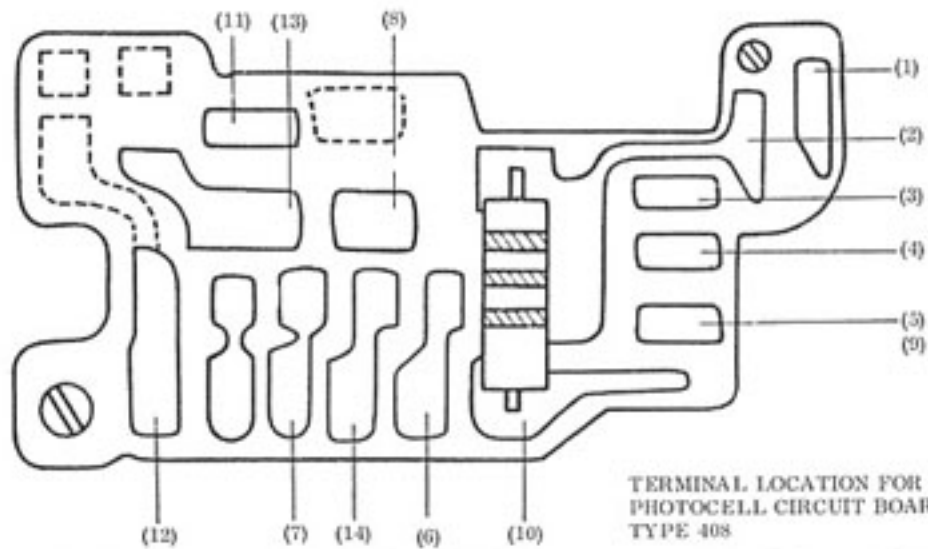 (11) (13) (8)
(1)
(2)
(3)
(4)
(5)
(9)
(12) (7) (14) (6) (10)
TERMINAL LOCATION FOR
PHOTOCELL CIRCUIT BOAR
TYPE 408